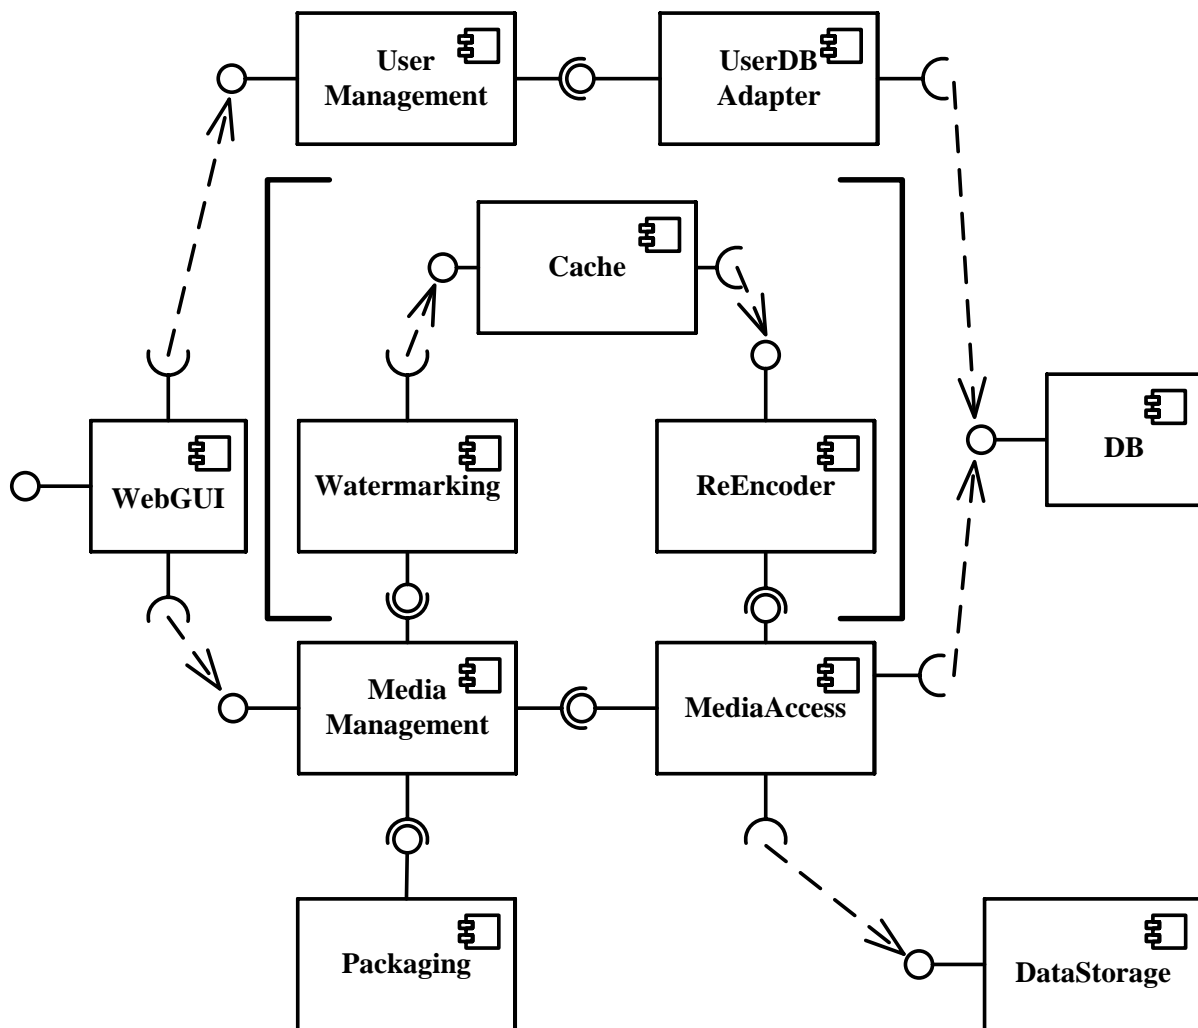 User
Management
UserDB
Adapter
Cache
WebGUI
Watermarking
ReEncoder
DB
Media
Management
MediaAccess
Packaging
DataStorage